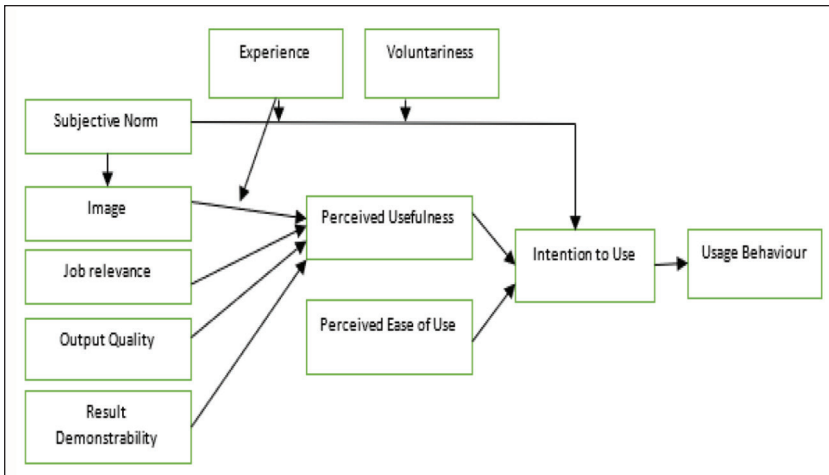 Experience
Voluntariness
Subjective Norm
Image
Perceived Usefulness
Job relevance
Intention to Use
Usage Behaviour
Output Quality
Perceived Ease of Use
Result
Demonstrability